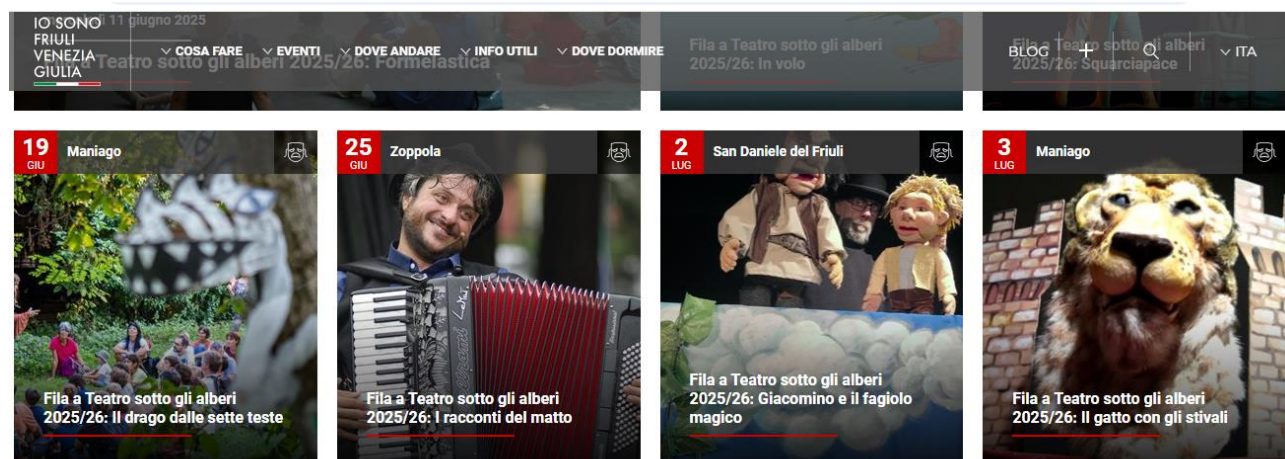 IO SONO
FRIULI
VENEZIA
GIULIA
11 giugno 2025
COSA FARE
EVENTI
DOVE ANDARE
INFO UTILI
DOVE DORMIRE
BLOG
+
ITA
Fila a Teatro sotto gli alberi 2025/26: Formelastica
Fila a Teatro sotto gli alberi
2025/26: In volo
Fila a Teatro sotto gli alberi
2025/26: Squarciapace
19
GIU
Maniago
Fila a Teatro sotto gli alberi
2025/26: Il drago dalle sette teste
25
GIU
Zoppola
Fila a Teatro sotto gli alberi
2025/26: I racconti del matto
2
LUG
San Daniele del Friuli
Fila a Teatro sotto gli alberi
2025/26: Giacomino e il fagiolo
magico
3
LUG
Maniago
Fila a Teatro sotto gli alberi
2025/26: Il gatto con gli stivali